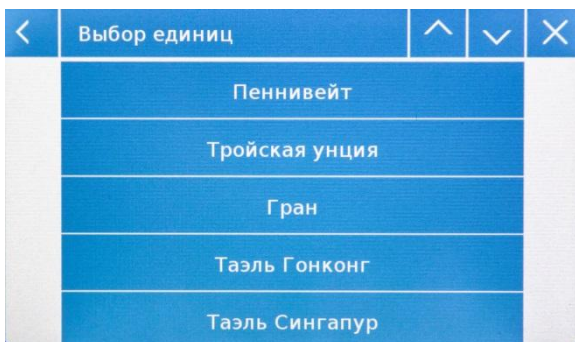 Выбор единиц
Пеннивейт
Тройская унция
Гран
Таэль Гонконг
Таэль Сингапур